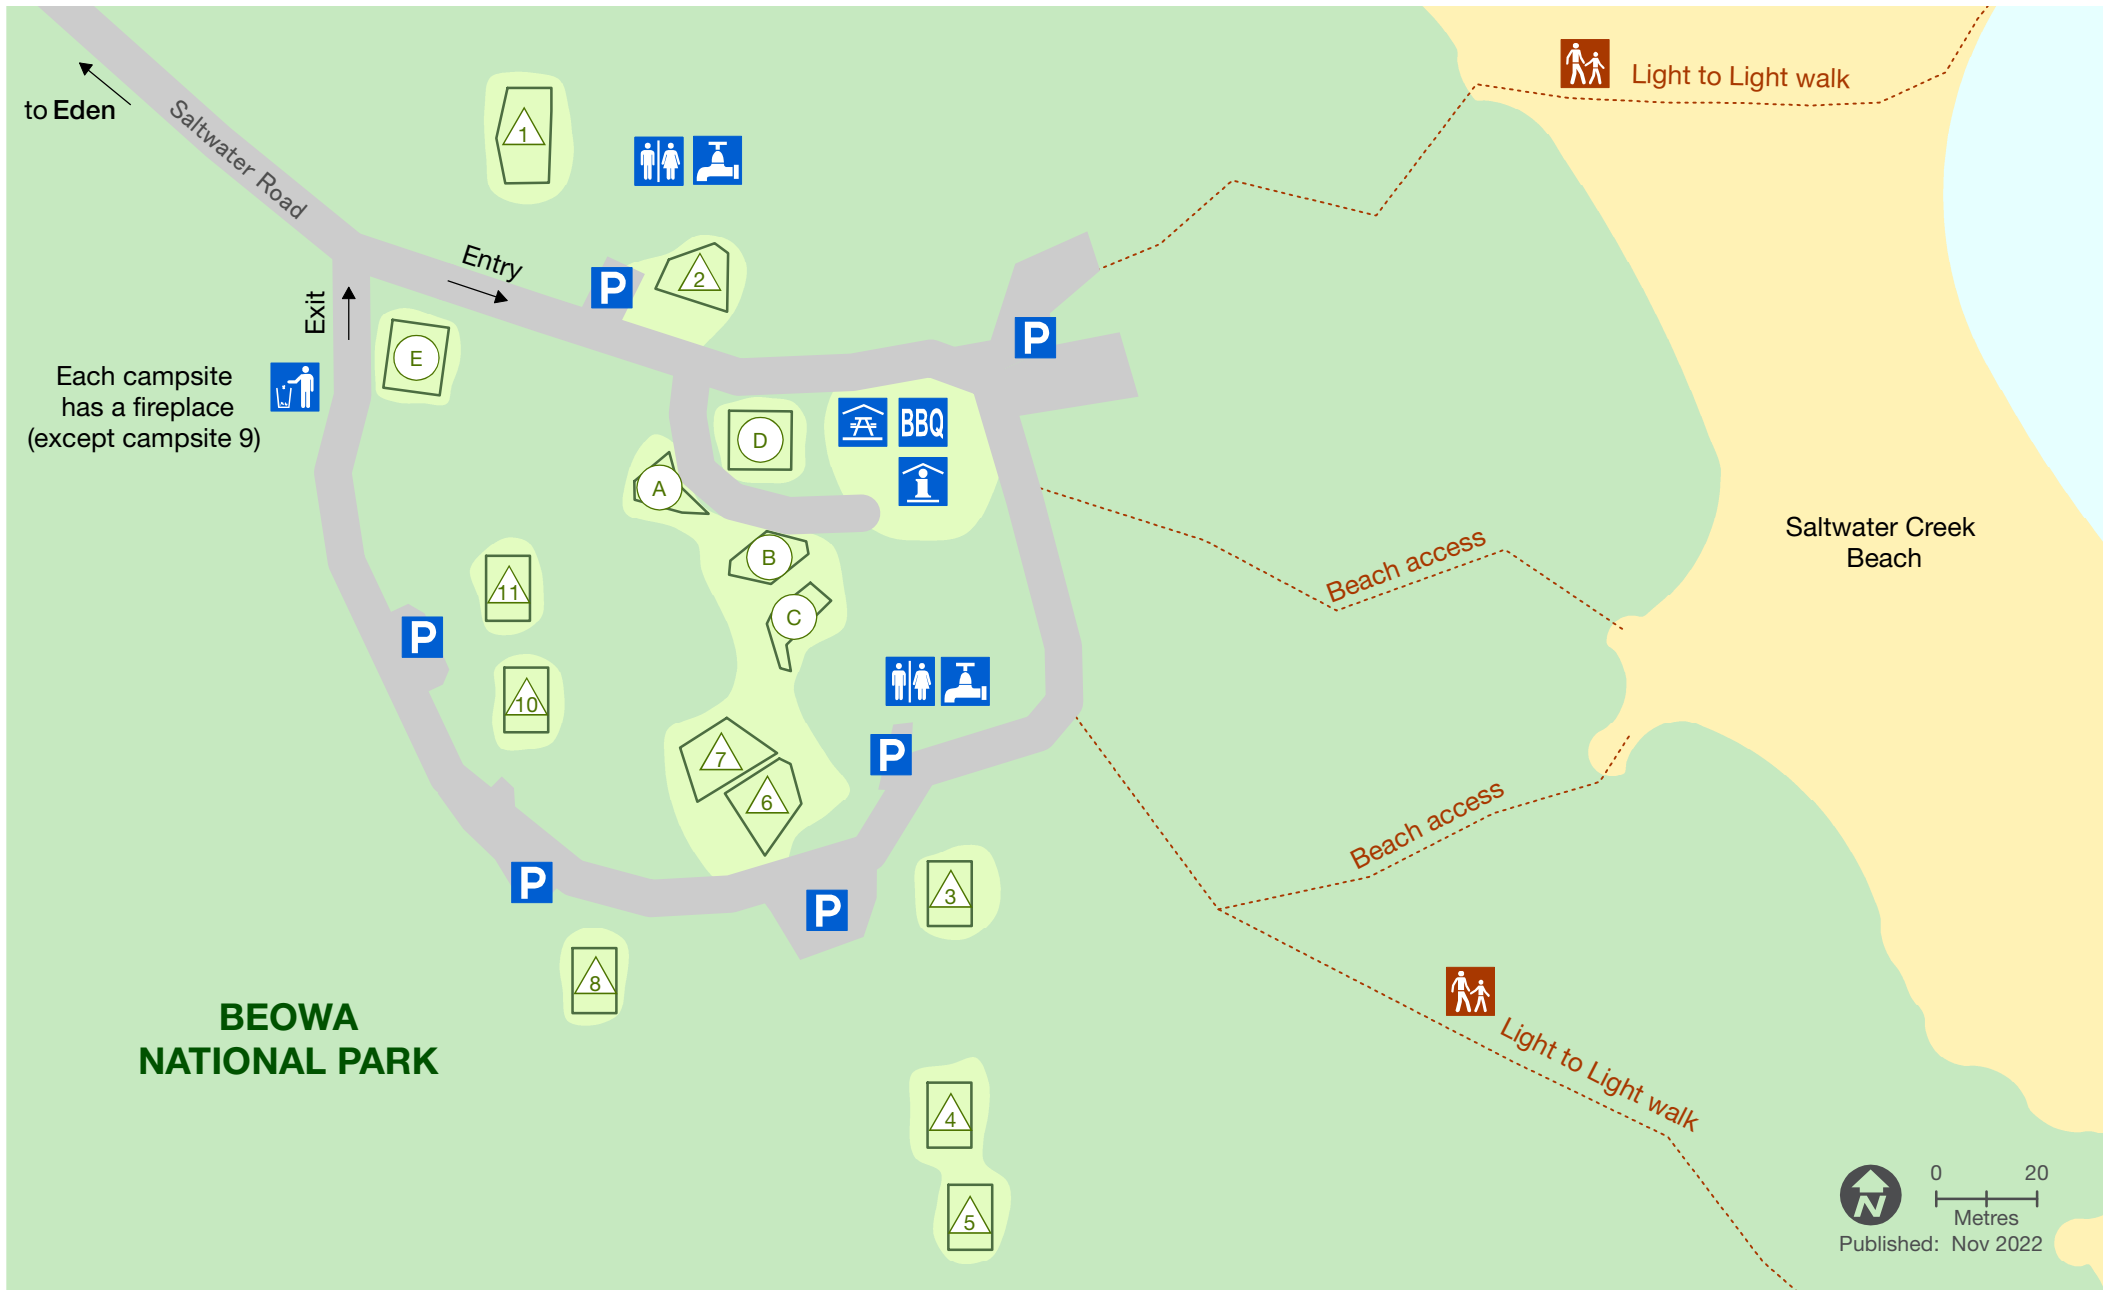 Light to Light walk
to Eden
Saltwater Road
1
2
Entry
Exit
P
P
E
Each campsite
has a fireplace
(except campsite 9)
D
BBQ
A
B
C
11
10
P
7
6
P
P
P
3
8
4
5
Beach access
Saltwater Creek
Beach
Beach access
Light to Light walk
BEOWA
NATIONAL PARK
N
0 20
Metres
Published: Nov 2022